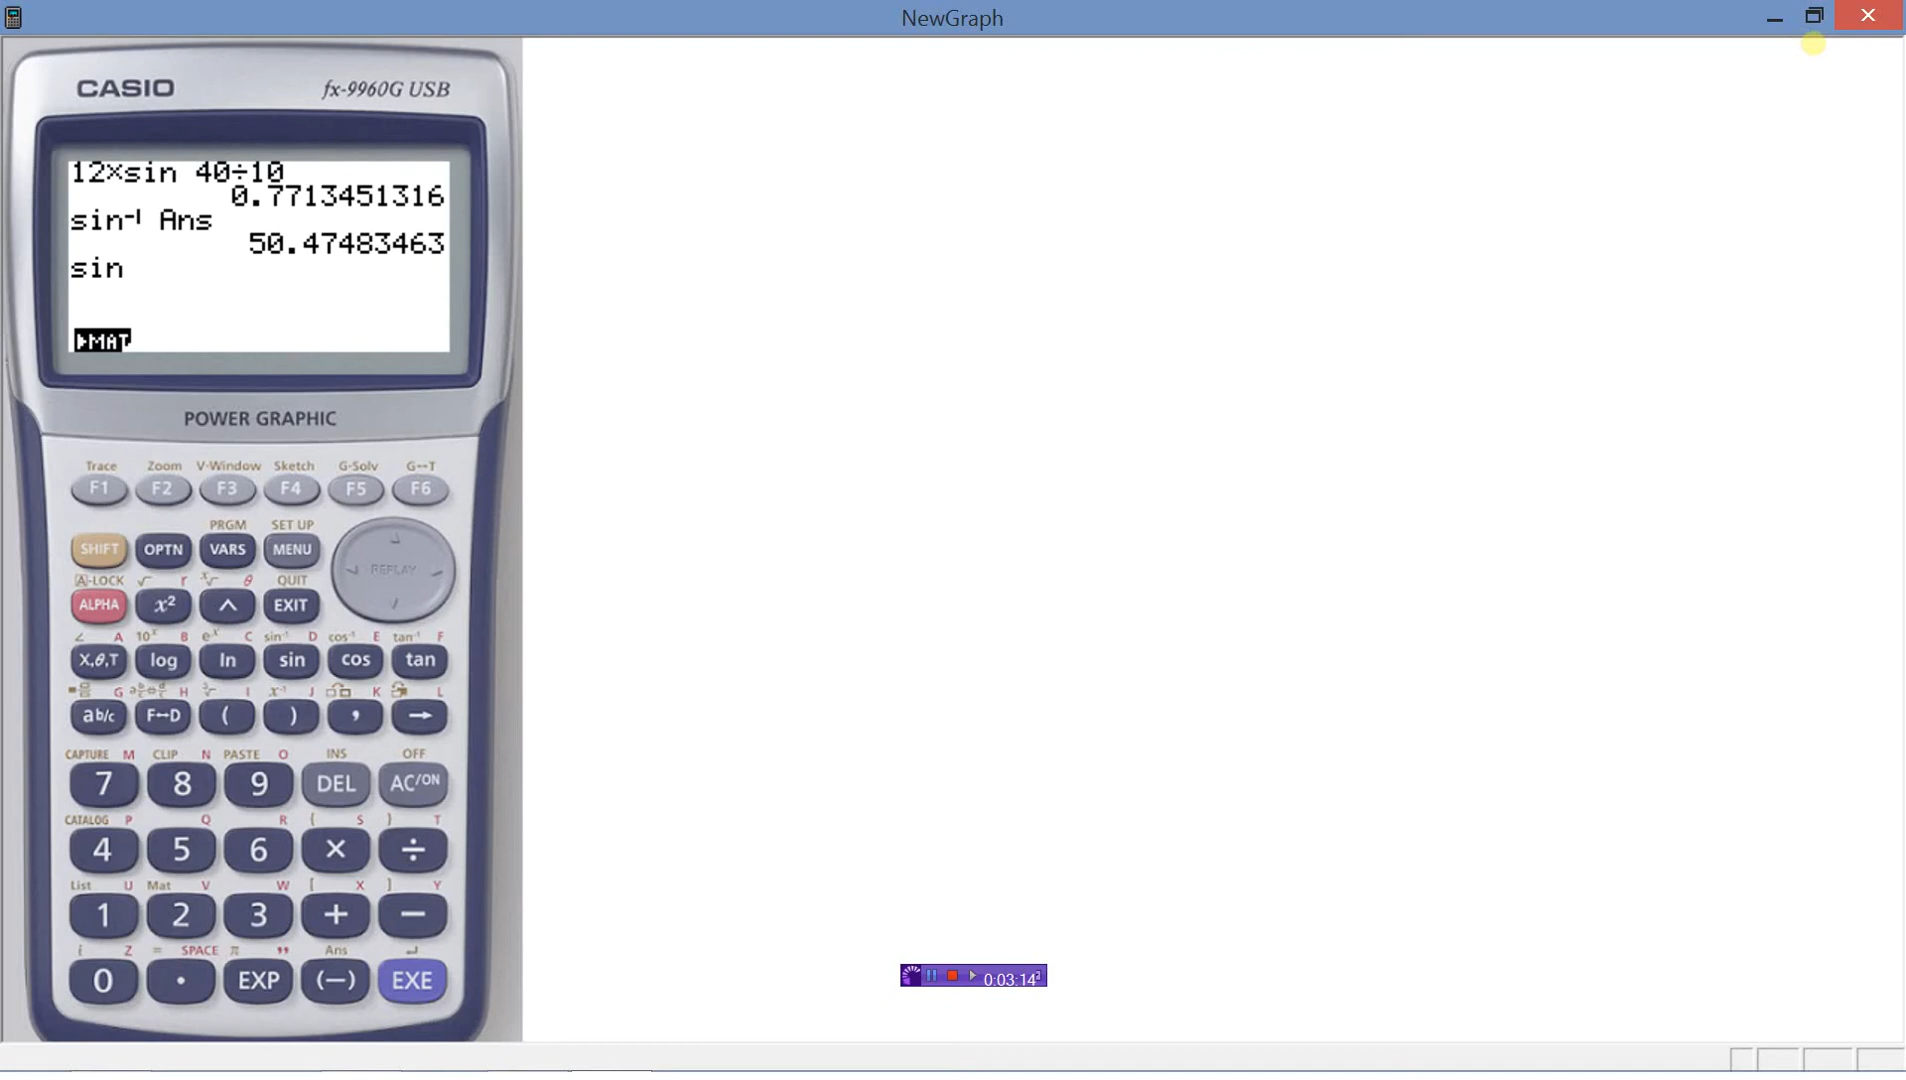 NewGraph
CASIO fx-9960G USB
12×sin 40÷10
0.7713451316
sin⁻¹ Ans
50.47483463
sin
▶MAT
POWER GRAPHIC
Trace Zoom V-Window Sketch G-Solv G↔T
F1 F2 F3 F4 F5 F6
PRGM SET UP
SHIFT OPTN VARS MENU
REPLAY
A-LOCK √ r ˣ√ θ QUIT
ALPHA x² ^ EXIT
∠ A 10ˣ B eˣ C sin⁻¹ D cos⁻¹ E tan⁻¹ F
X,θ,T log ln sin cos tan
G H ³√ I x⁻¹ J K L
a b/c F↔D ( ) , →
CAPTURE M CLIP N PASTE O INS OFF
7 8 9 DEL AC/ON
CATALOG P Q R { S } T
4 5 6 × ÷
List U Mat V W [ X ] Y
1 2 3 + −
i Z = SPACE π " Ans ↵
0 . EXP (−) EXE
0:03:14